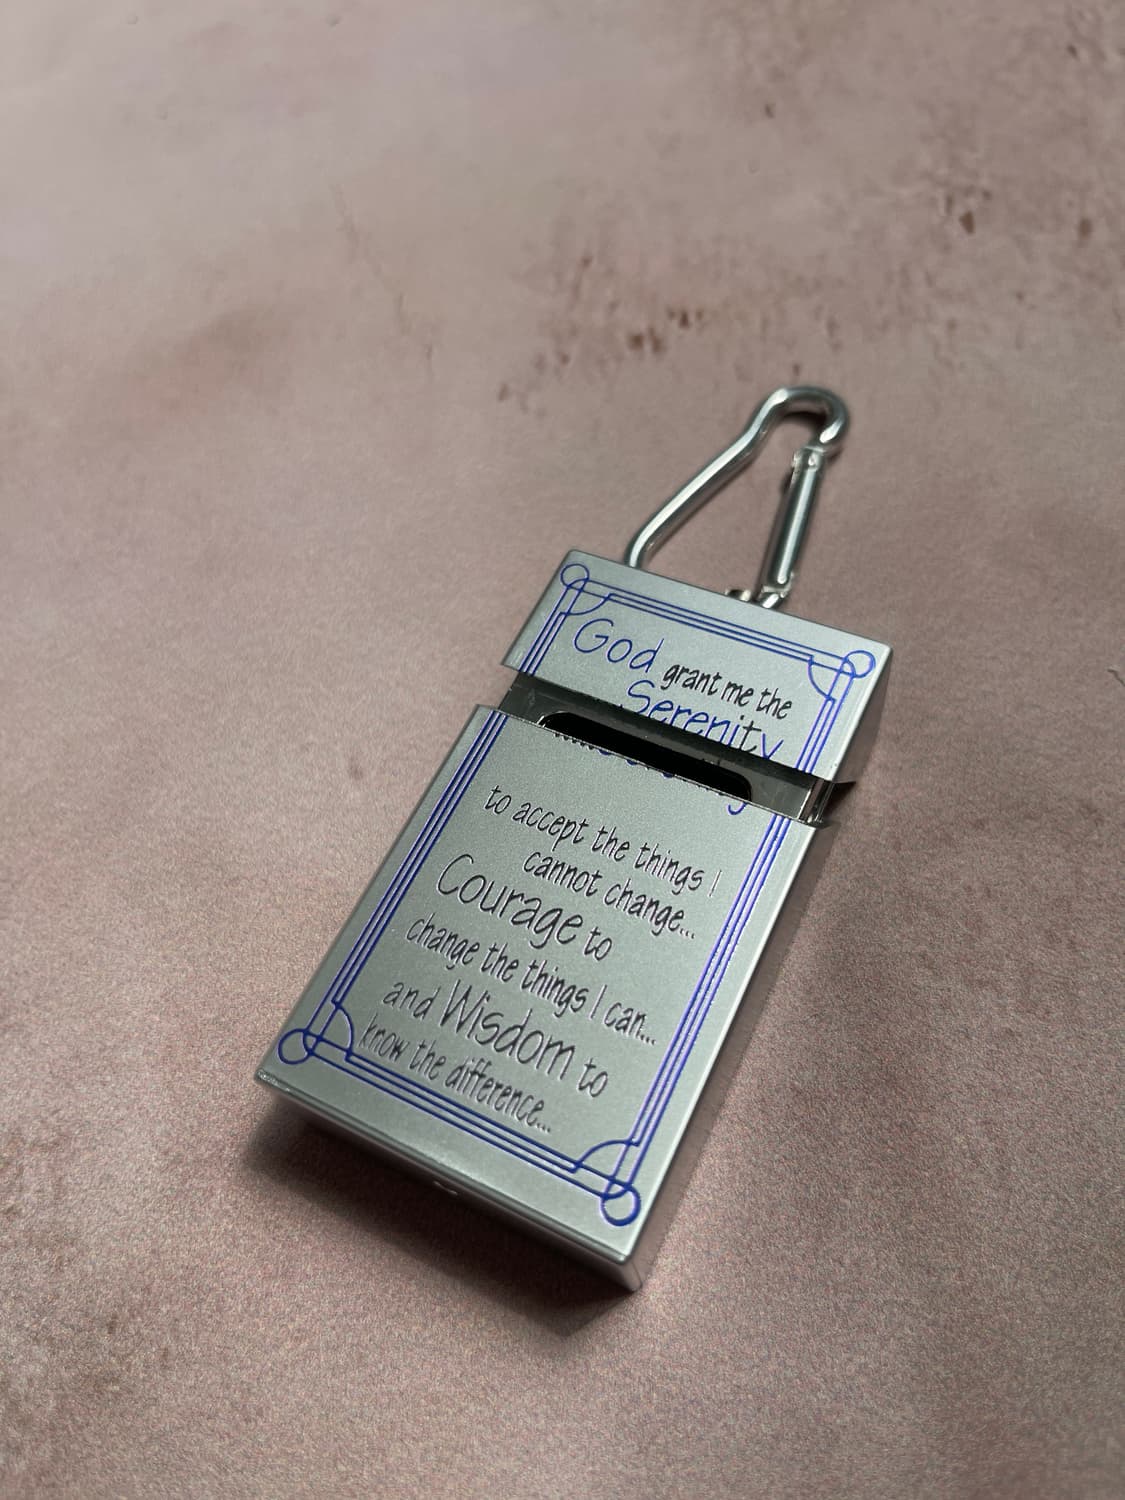 God grant me the
Serenity
to accept the things I
cannot change...
Courage to
change the things I can...
and Wisdom to
know the difference...